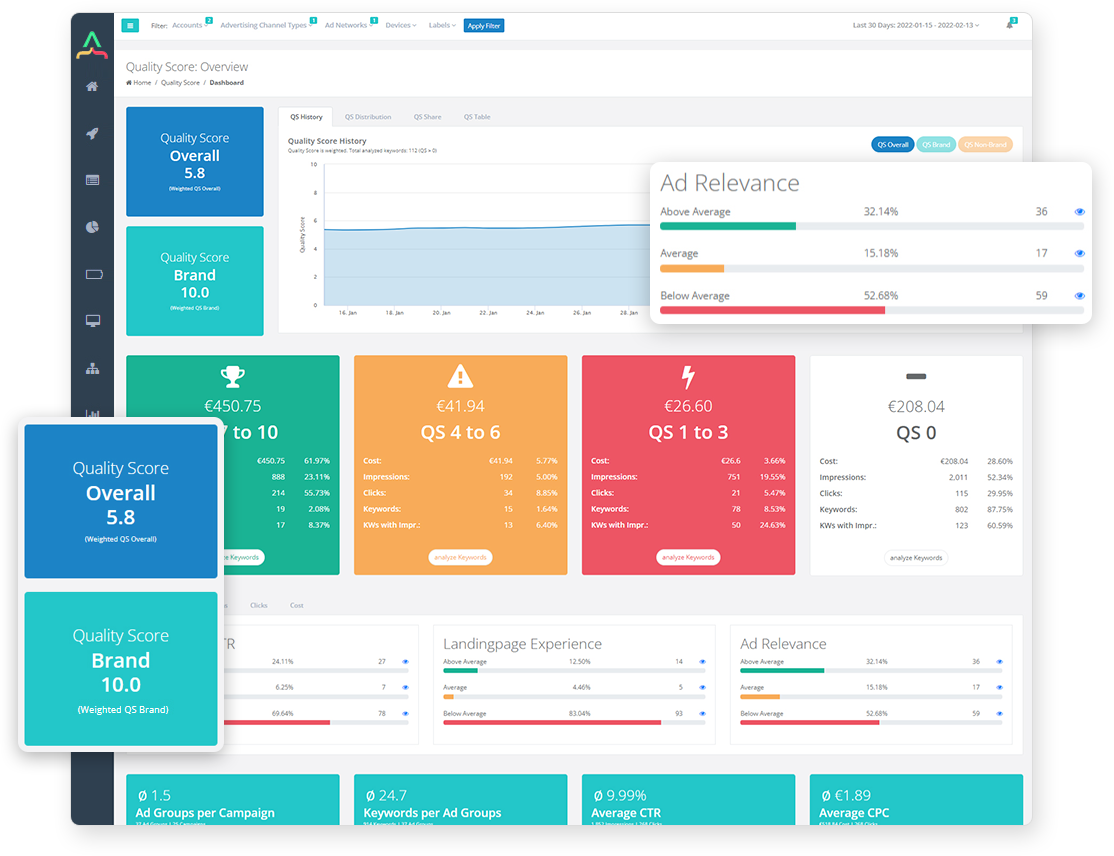 Filter: Accounts 2 Advertising Channel Types 1 Ad Networks 1 Devices Labels Apply Filter Last 30 Days: 2022-01-15 - 2022-02-13 3
Quality Score: Overview
Home / Quality Score / Dashboard
Quality Score
Overall
5.8
(Weighted QS Overall)
Quality Score
Brand
10.0
(Weighted QS Brand)
QS History QS Distribution QS Share QS Table
Quality Score History
Quality Score is weighted. Total analyzed keywords: 112 (QS > 0)
QS Overall QS Brand QS Non-Brand
Quality Score
10
8
6
4
2
0
16. Jan 18. Jan 20. Jan 22. Jan 24. Jan 26. Jan 28. Jan
Ad Relevance
Above Average 32.14% 36
Average 15.18% 17
Below Average 52.68% 59
€450.75
7 to 10
€450.75 61.97%
888 23.11%
214 55.73%
19 2.08%
17 8.37%
Keywords
€41.94
QS 4 to 6
Cost: €41.94 5.77%
Impressions: 192 5.00%
Clicks: 34 8.85%
Keywords: 15 1.64%
KWs with Impr.: 13 6.40%
analyze Keywords
€26.60
QS 1 to 3
Cost: €26.6 3.66%
Impressions: 751 19.55%
Clicks: 21 5.47%
Keywords: 78 8.53%
KWs with Impr.: 50 24.63%
analyze Keywords
€208.04
QS 0
Cost: €208.04 28.60%
Impressions: 2,011 52.34%
Clicks: 115 29.95%
Keywords: 802 87.75%
KWs with Impr.: 123 60.59%
analyze Keywords
Quality Score
Overall
5.8
(Weighted QS Overall)
Quality Score
Brand
10.0
(Weighted QS Brand)
Clicks Cost
TR
24.11% 27
6.25% 7
69.64% 78
Landingpage Experience
Above Average 12.50% 14
Average 4.46% 5
Below Average 83.04% 93
Ad Relevance
Above Average 32.14% 36
Average 15.18% 17
Below Average 52.68% 59
Ø 1.5
Ad Groups per Campaign
Ø 24.7
Keywords per Ad Groups
Ø 9.99%
Average CTR
Ø €1.89
Average CPC